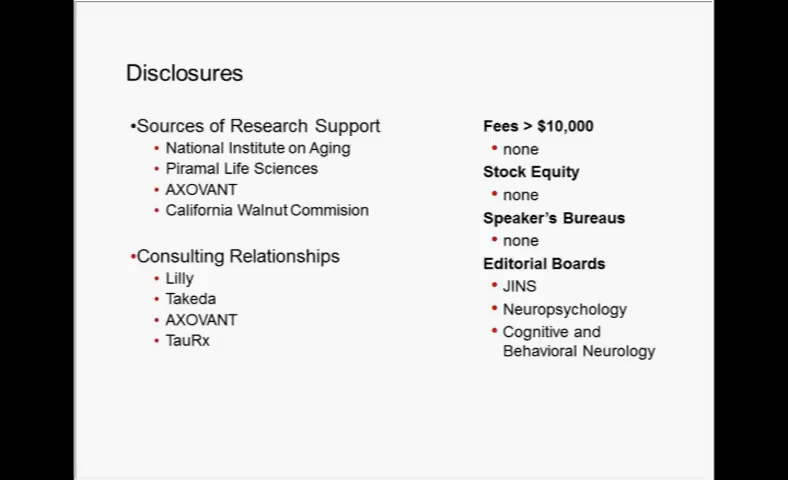 Disclosures
•Sources of Research Support
• National Institute on Aging
• Piramal Life Sciences
• AXOVANT
• California Walnut Commision
•Consulting Relationships
• Lilly
• Takeda
• AXOVANT
• TauRx
Fees > $10,000
• none
Stock Equity
• none
Speaker's Bureaus
• none
Editorial Boards
• JINS
• Neuropsychology
• Cognitive and
Behavioral Neurology